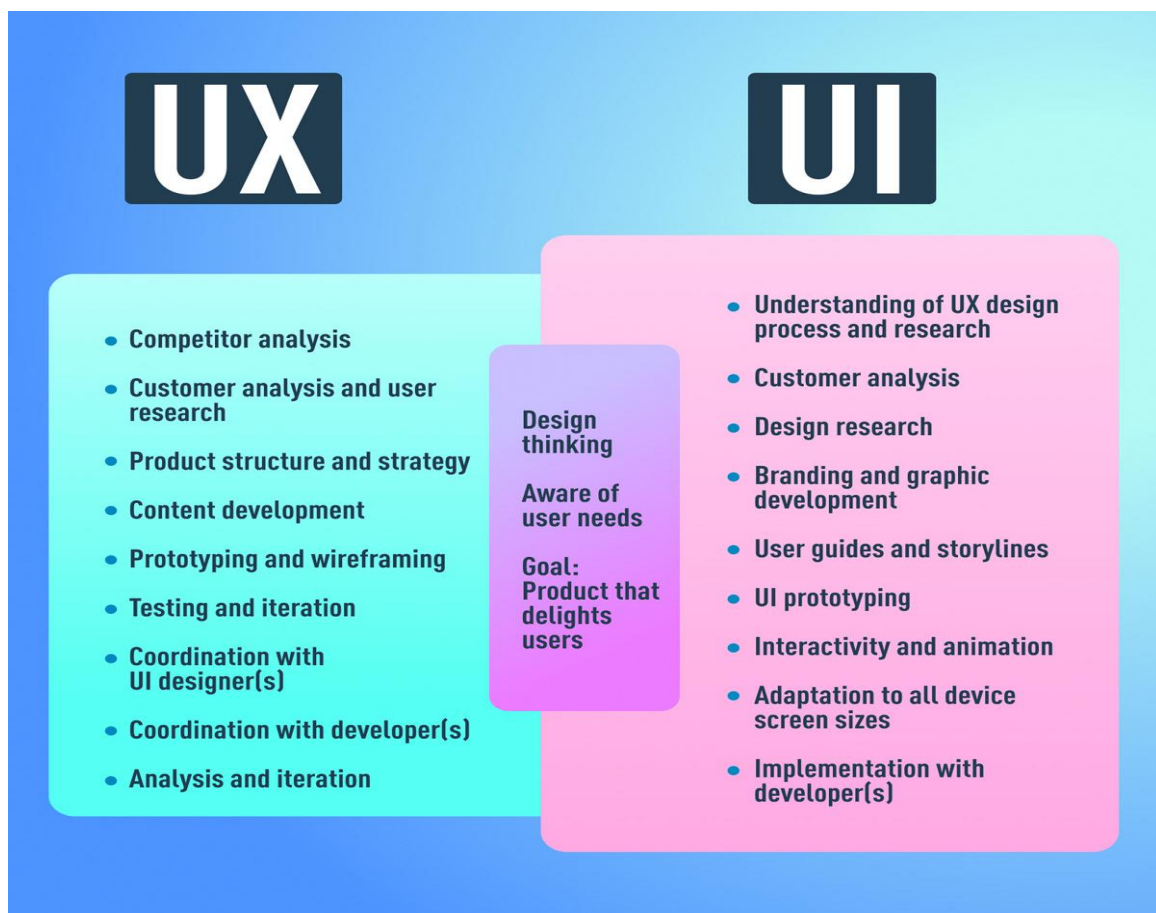 UX
Competitor analysis
Customer analysis and user
research
Product structure and strategy
Content development
Prototyping and wireframing
Testing and iteration
Coordination with
UI designer(s)
Coordination with developer(s)
Analysis and iteration
Design
thinking
Aware of
user needs
Goal:
Product that
delights
users
UI
Understanding of UX design
process and research
Customer analysis
Design research
Branding and graphic
development
User guides and storylines
UI prototyping
Interactivity and animation
Adaptation to all device
screen sizes
Implementation with
developer(s)